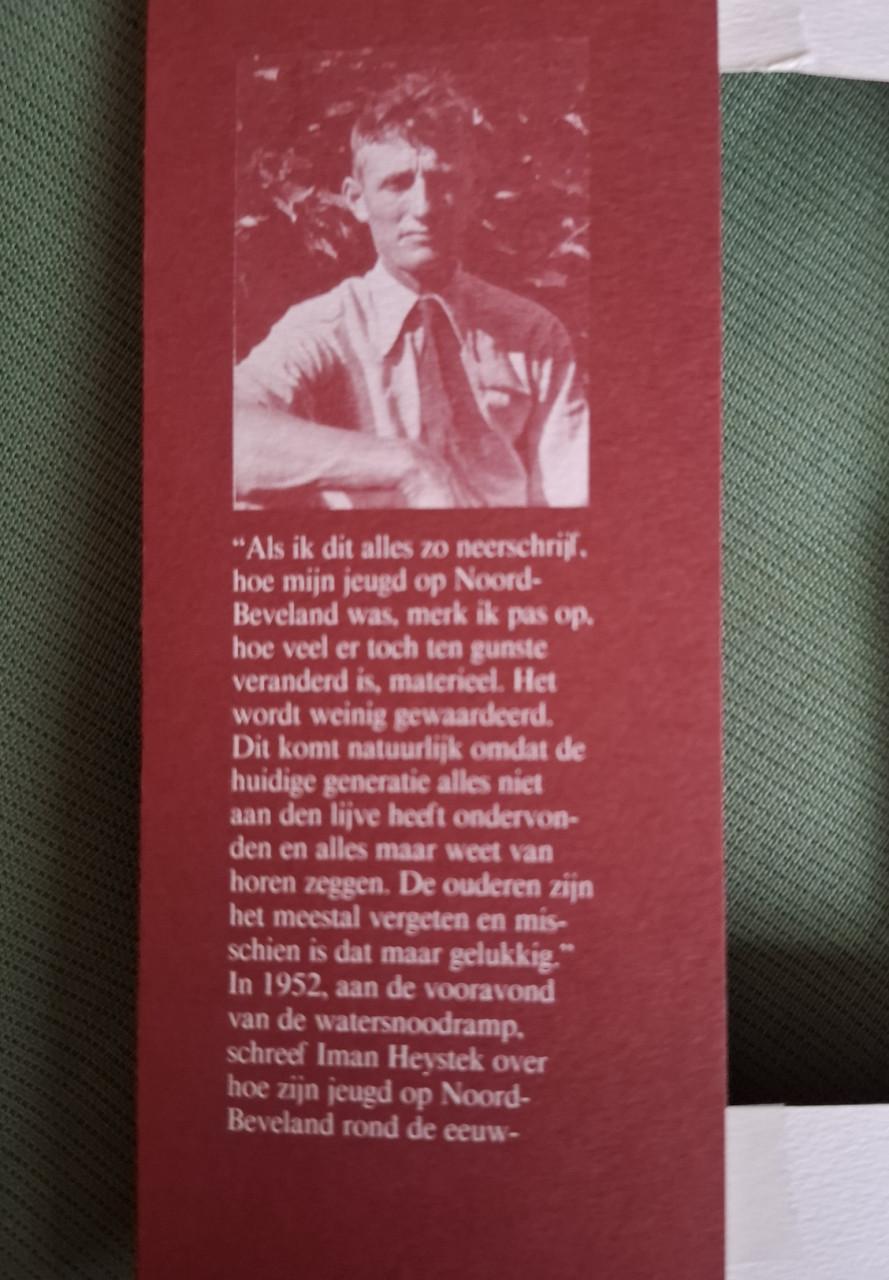 “Als ik dit alles zo neerschrijf,
hoe mijn jeugd op Noord-
Beveland was, merk ik pas op,
hoe veel er toch ten gunste
veranderd is, materieel. Het
wordt weinig gewaardeerd.
Dit komt natuurlijk omdat de
huidige generatie alles niet
aan den lijve heeft ondervon-
den en alles maar weet van
horen zeggen. De ouderen zijn
het meestal vergeten en mis-
schien is dat maar gelukkig.”
In 1952, aan de vooravond
van de watersnoodramp,
schreef Iman Heystek over
hoe zijn jeugd op Noord-
Beveland rond de eeuw-